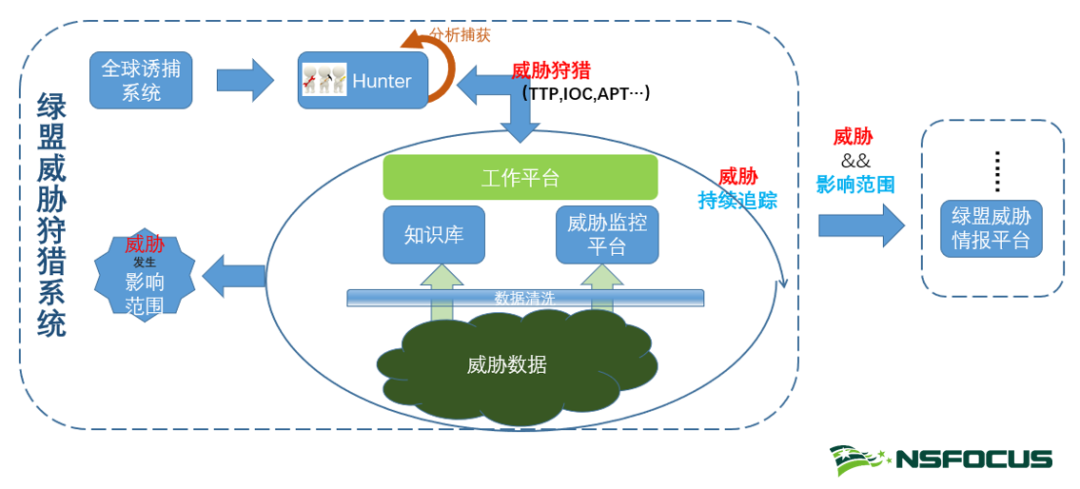 绿盟威胁狩猎系统
全球诱捕
系统
Hunter
分析捕获
威胁狩猎
（TTP,IOC,APT…）
工作平台
知识库
威胁监控
平台
数据清洗
威胁数据
威胁
持续追踪
威胁
发生
影响
范围
威胁
&&
影响范围
……
绿盟威胁
情报平台
NSFOCUS